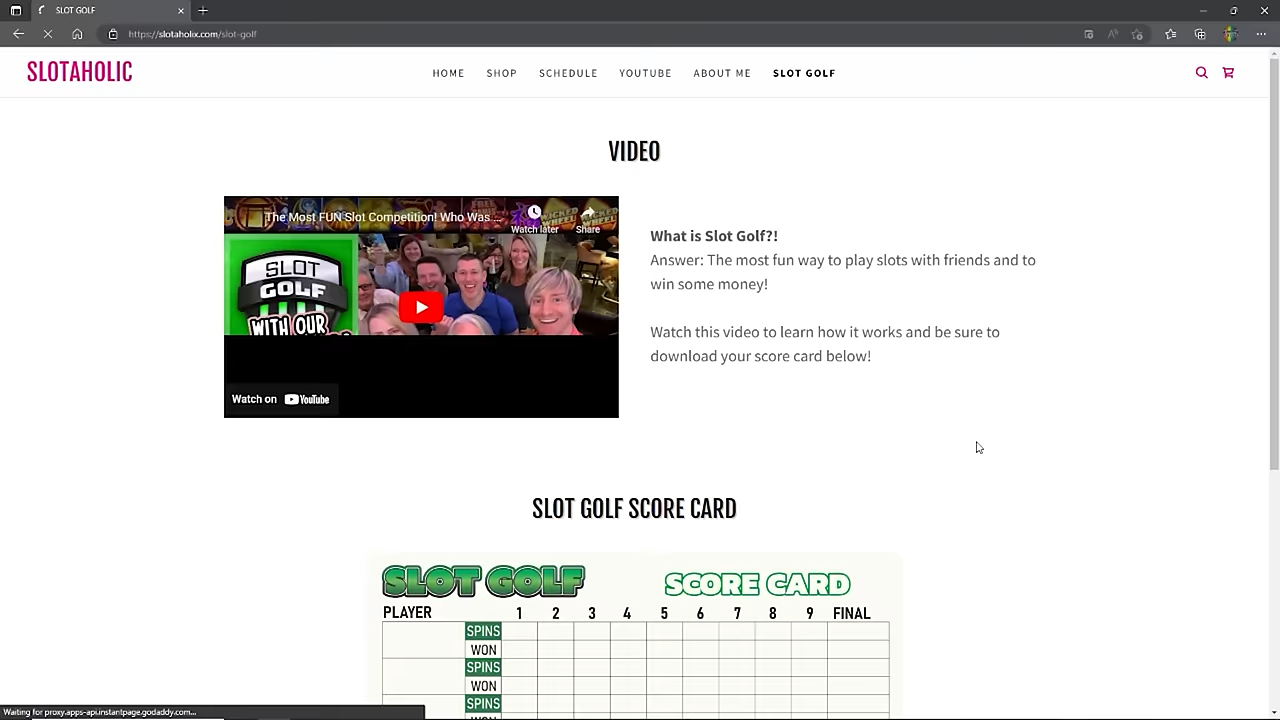 SLOT GOLF
https://slotaholix.com/slot-golf
SLOTAHOLIC
HOME SHOP SCHEDULE YOUTUBE ABOUT ME SLOT GOLF
VIDEO
The Most FUN Slot Competition! Who Was ...
Watch later
Share
SLOT
GOLF
WITH OUR
WICKED
WHEEL
Watch on YouTube
What is Slot Golf?!
Answer: The most fun way to play slots with friends and to
win some money!
Watch this video to learn how it works and be sure to
download your score card below!
SLOT GOLF SCORE CARD
SLOT GOLF SCORE CARD
PLAYER 1 2 3 4 5 6 7 8 9 FINAL
SPINS
WON
SPINS
WON
SPINS
Waiting for proxy.apps-api.instantpage.godaddy.com...